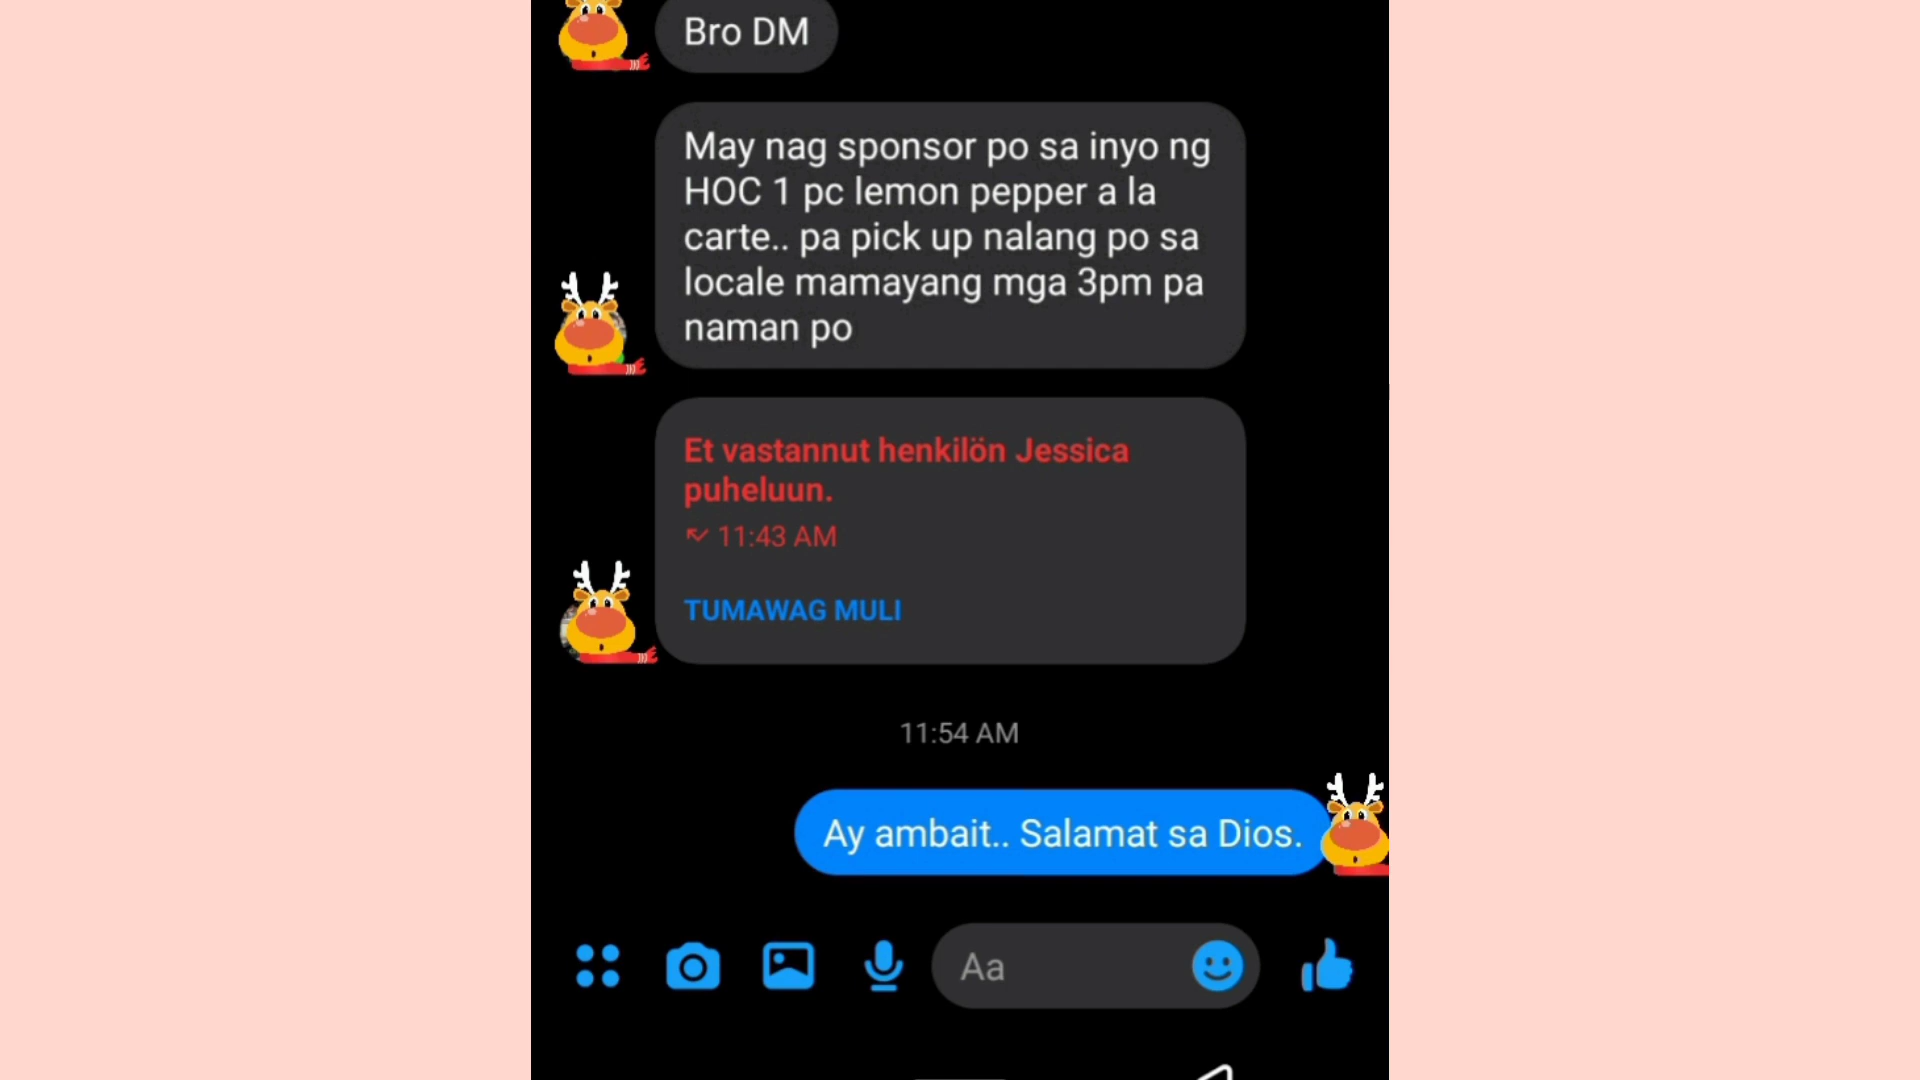 Bro DM
May nag sponsor po sa inyo ng
HOC 1 pc lemon pepper a la
carte.. pa pick up nalang po sa
locale mamayang mga 3pm pa
naman po
Et vastannut henkilön Jessica
puheluun.
11:43 AM
TUMAWAG MULI
11:54 AM
Ay ambait.. Salamat sa Dios.
Aa